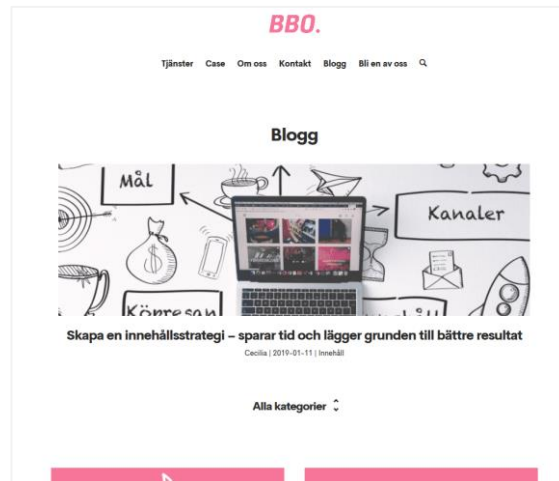 BBO.
Tjänster Case Om oss Kontakt Blogg Bli en av oss
Blogg
Mål
Kanaler
Köpresan
Skapa en innehållsstrategi – sparar tid och lägger grunden till bättre resultat
Cecilia | 2019-01-11 | Innehåll
Alla kategorier